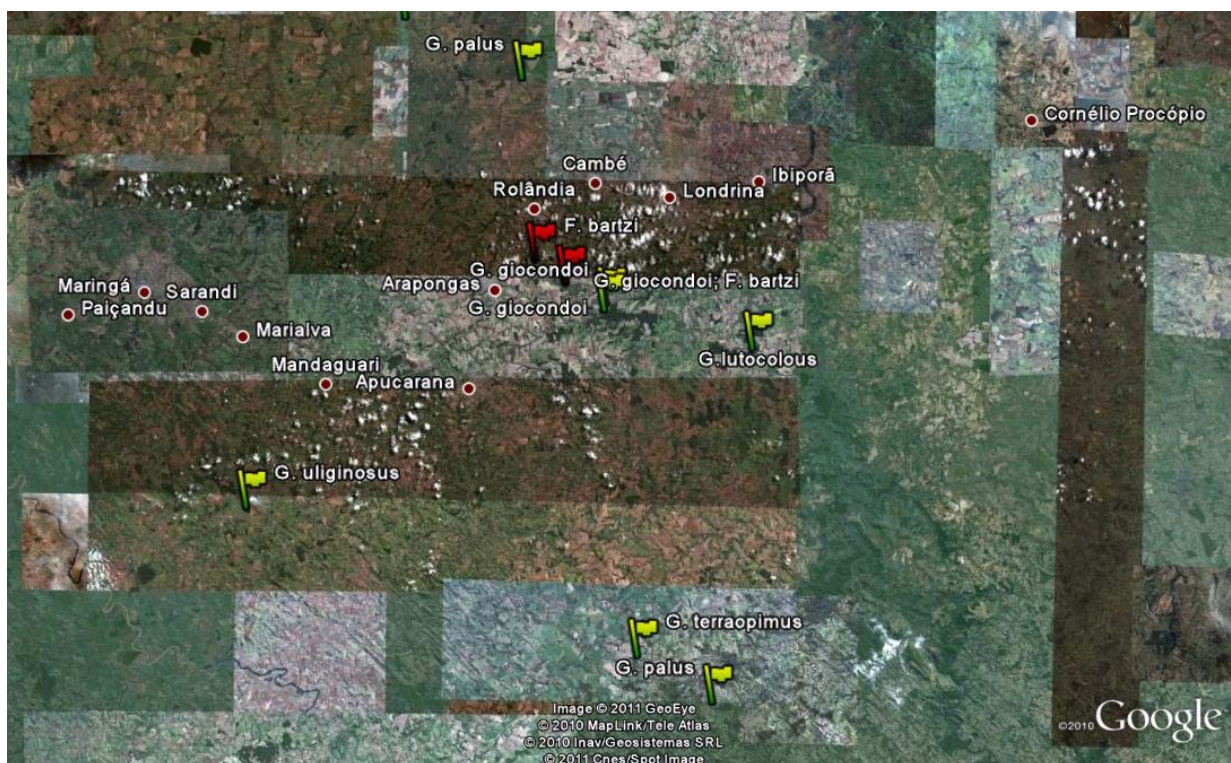 G. palus
Cornélio Procópio
Cambé
Ibiporã
Rolândia
Londrina
F. bartzi
G. giocondoi
G. giocondoi; F. bartzi
Maringá
Sarandi
Arapongas
G. giocondoi
Paiçandu
Marialva
G.lutocolous
Mandaguari
Apucarana
G. uliginosus
G. terraopimus
G. palus
Image © 2011 GeoEye
© 2010 MapLink/Tele Atlas
© 2010 Inav/Geosistemas SRL
© 2011 Cnes/Spot Image
©2010 Google